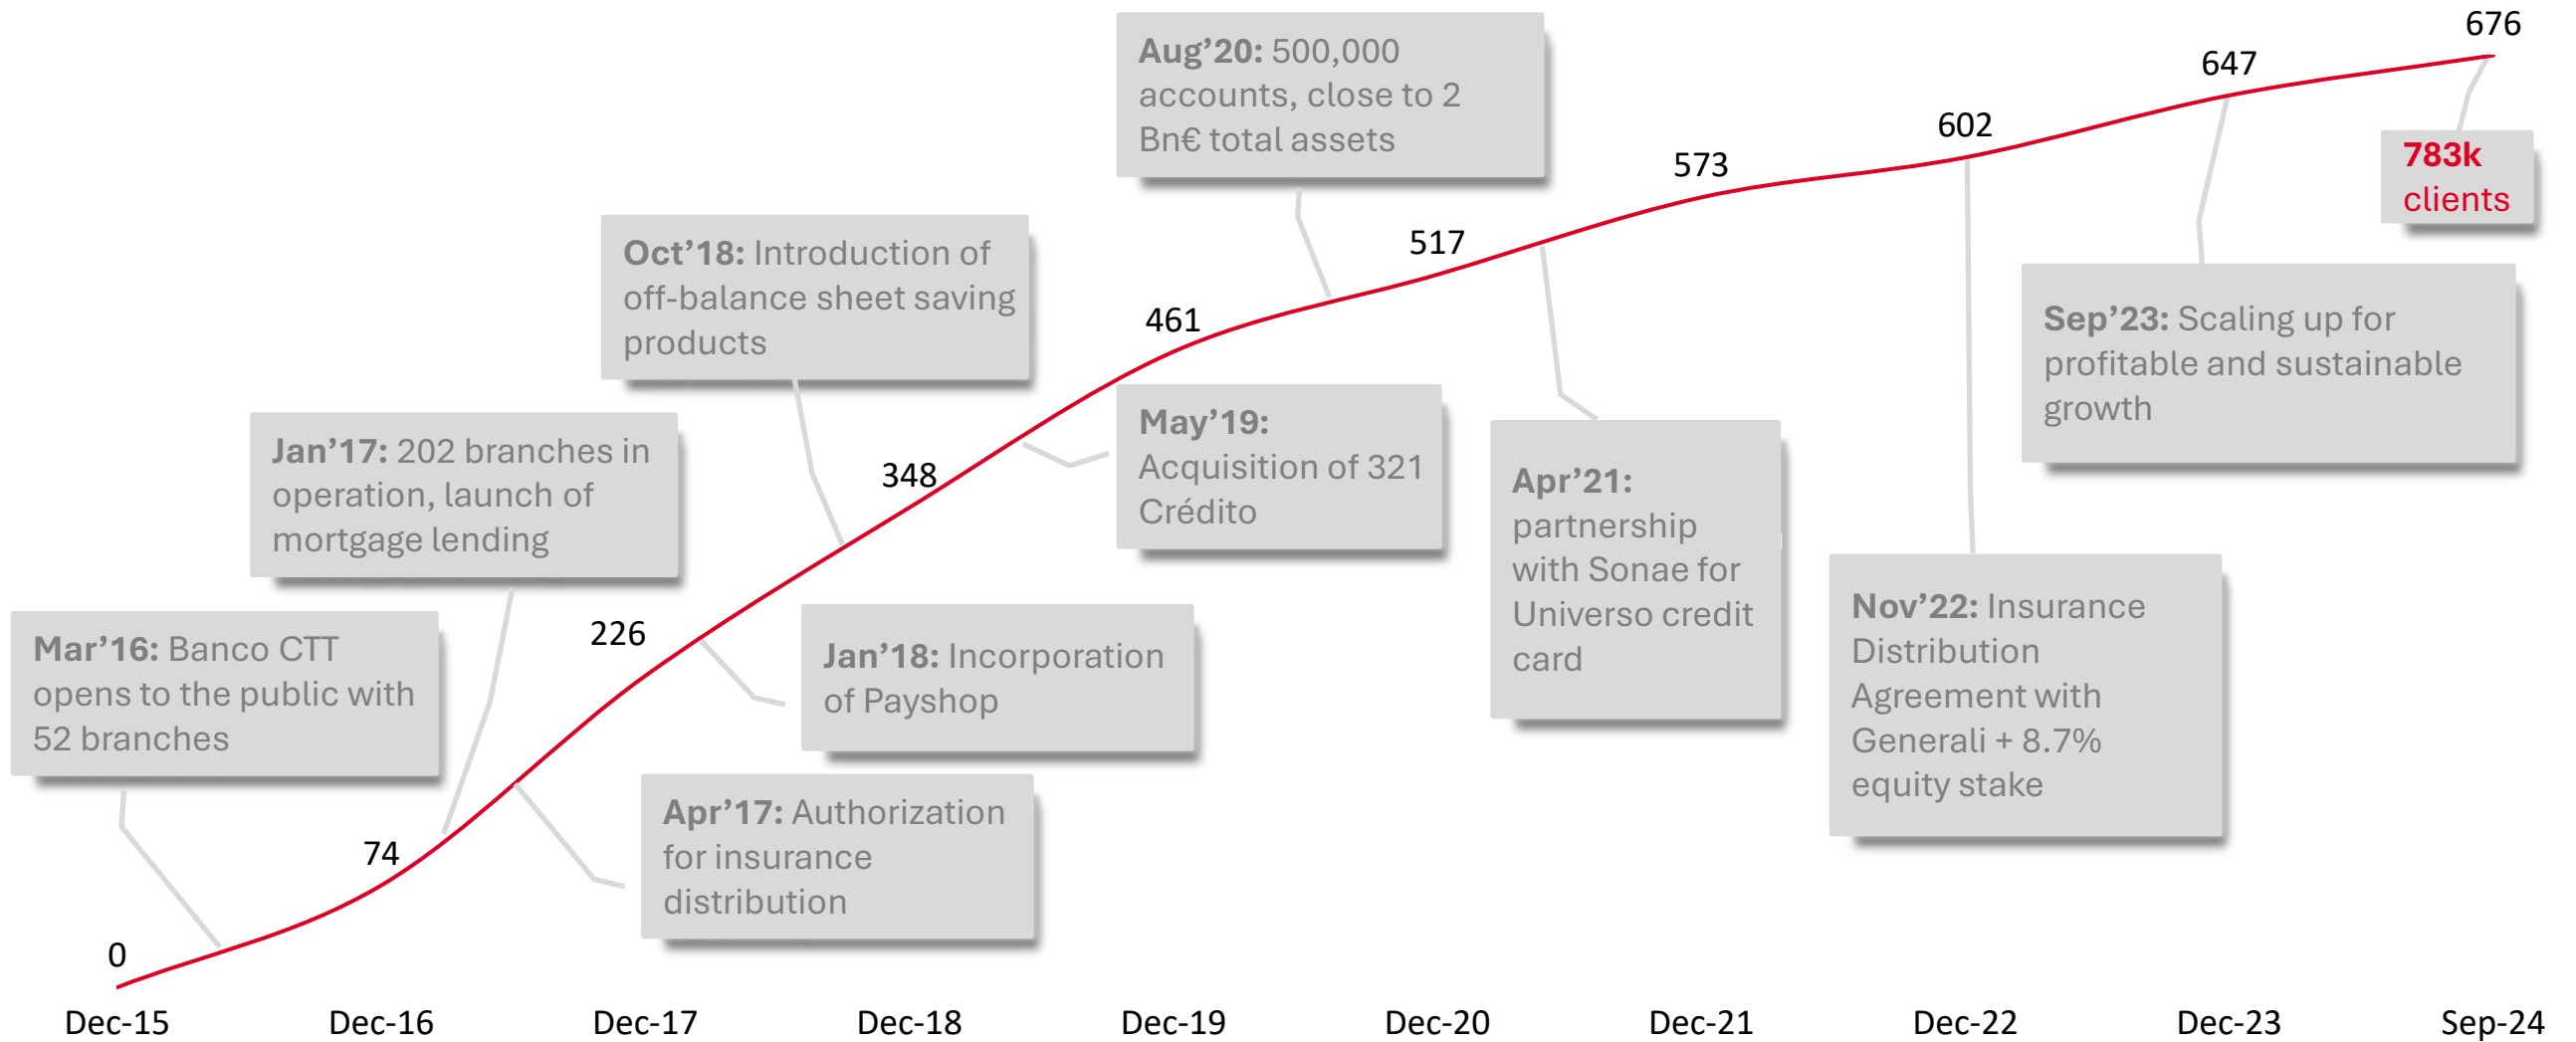 676
647
602
573
517
461
348
226
74
0
Aug’20: 500,000
accounts, close to 2
Bn€ total assets
783k
clients
Oct’18: Introduction of
off-balance sheet saving
products
Sep’23: Scaling up for
profitable and sustainable
growth
May’19:
Acquisition of 321
Crédito
Jan’17: 202 branches in
operation, launch of
mortgage lending
Apr’21:
partnership
with Sonae for
Universo credit
card
Nov’22: Insurance
Distribution
Agreement with
Generali + 8.7%
equity stake
Mar’16: Banco CTT
opens to the public with
52 branches
Jan’18: Incorporation
of Payshop
Apr’17: Authorization
for insurance
distribution
Dec-15
Dec-16
Dec-17
Dec-18
Dec-19
Dec-20
Dec-21
Dec-22
Dec-23
Sep-24